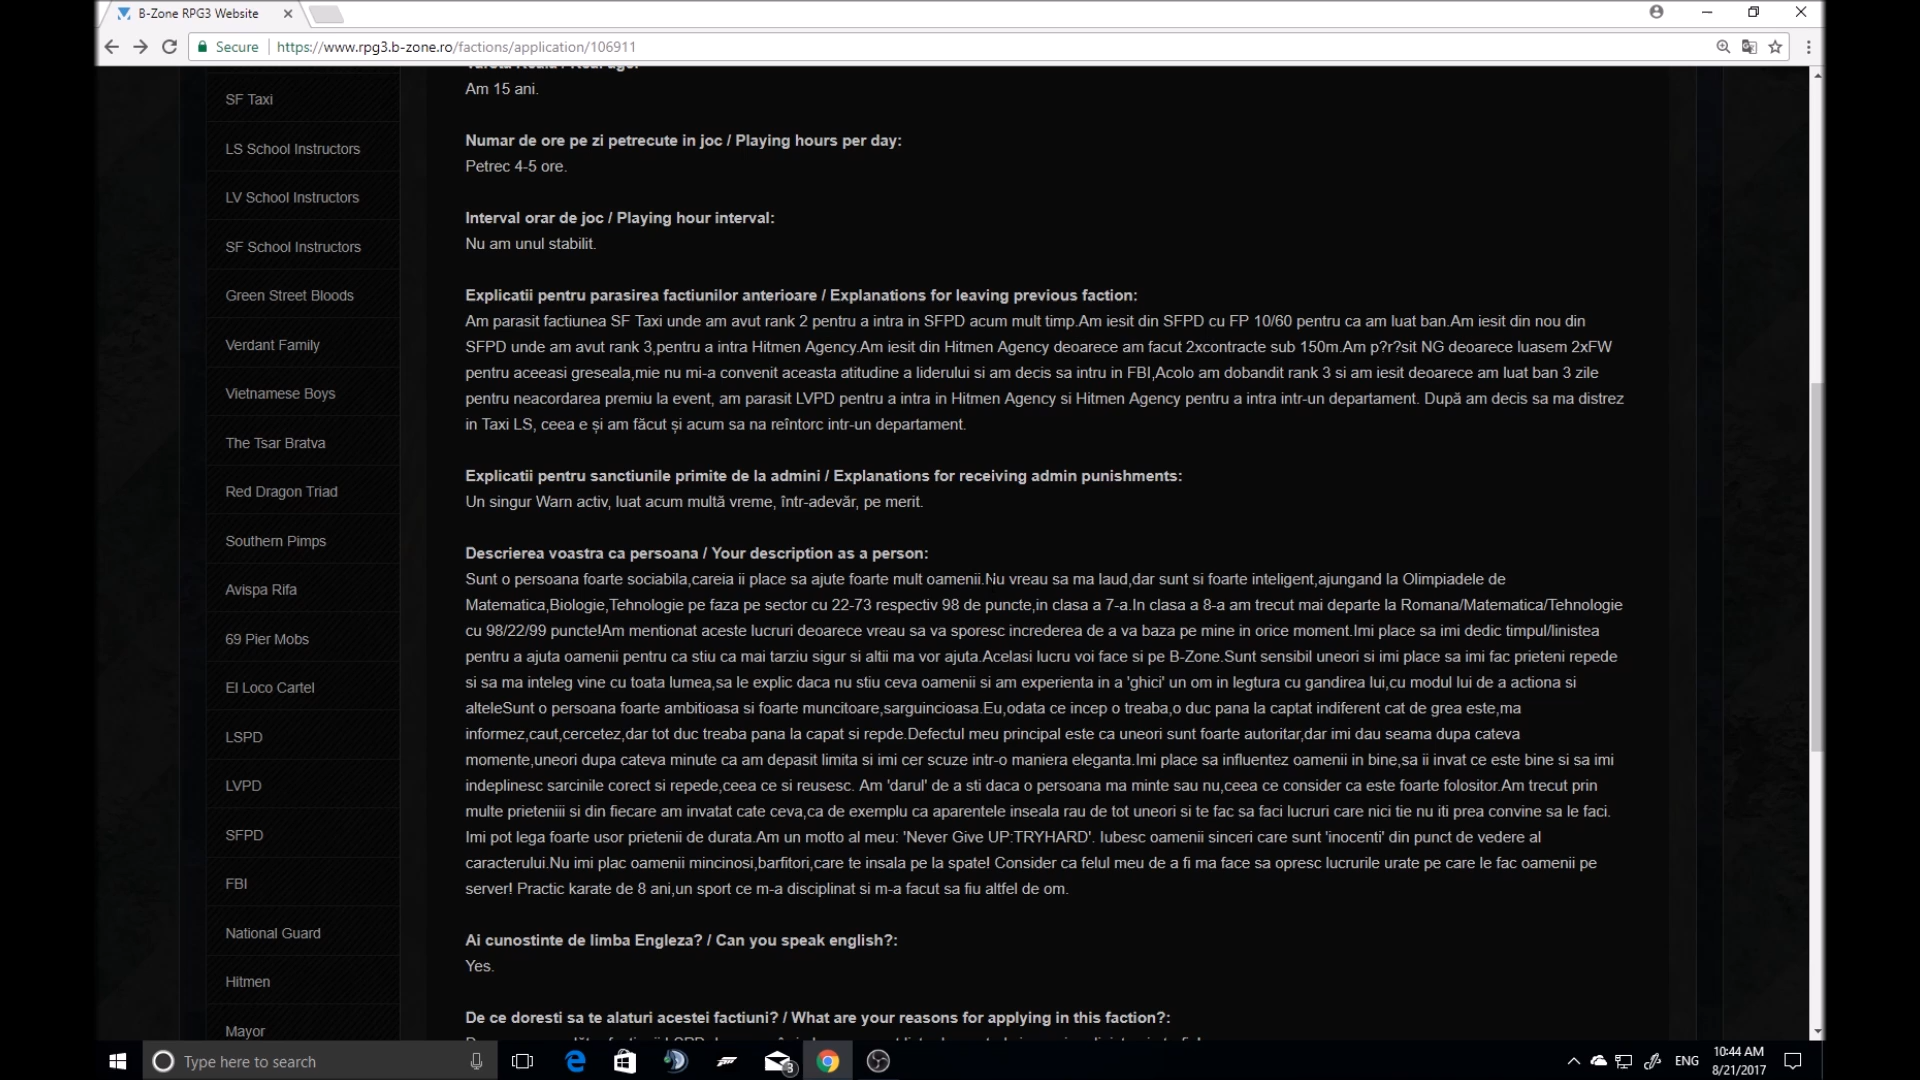 B-Zone RPG3 Website
Secure
https://www.rpg3.b-zone.ro/factions/application/106911
SF Taxi
LS School Instructors
LV School Instructors
SF School Instructors
Green Street Bloods
Verdant Family
Vietnamese Boys
The Tsar Bratva
Red Dragon Triad
Southern Pimps
Avispa Rifa
69 Pier Mobs
El Loco Cartel
LSPD
LVPD
SFPD
FBI
National Guard
Hitmen
Mayor
Am 15 ani.
Numar de ore pe zi petrecute in joc / Playing hours per day:
Petrec 4-5 ore.
Interval orar de joc / Playing hour interval:
Nu am unul stabilit.
Explicatii pentru parasirea factiunilor anterioare / Explanations for leaving previous faction:
Am parasit factiunea SF Taxi unde am avut rank 2 pentru a intra in SFPD acum mult timp.Am iesit din SFPD cu FP 10/60 pentru ca am luat ban.Am iesit din nou din
SFPD unde am avut rank 3,pentru a intra Hitmen Agency.Am iesit din Hitmen Agency deoarece am facut 2xcontracte sub 150m.Am p?r?sit NG deoarece luasem 2xFW
pentru aceeasi greseala,mie nu mi-a convenit aceasta atitudine a liderului si am decis sa intru in FBI,Acolo am dobandit rank 3 si am iesit deoarece am luat ban 3 zile
pentru neacordarea premiu la event, am parasit LVPD pentru a intra in Hitmen Agency si Hitmen Agency pentru a intra intr-un departament. După am decis sa ma distrez
in Taxi LS, ceea e și am făcut și acum sa na reîntorc intr-un departament.
Explicatii pentru sanctiunile primite de la admini / Explanations for receiving admin punishments:
Un singur Warn activ, luat acum multă vreme, într-adevăr, pe merit.
Descrierea voastra ca persoana / Your description as a person:
Sunt o persoana foarte sociabila,careia ii place sa ajute foarte mult oamenii.Nu vreau sa ma laud,dar sunt si foarte inteligent,ajungand la Olimpiadele de
Matematica,Biologie,Tehnologie pe faza pe sector cu 22-73 respectiv 98 de puncte,in clasa a 7-a.In clasa a 8-a am trecut mai departe la Romana/Matematica/Tehnologie
cu 98/22/99 puncte!Am mentionat aceste lucruri deoarece vreau sa va sporesc increderea de a va baza pe mine in orice moment.Imi place sa imi dedic timpul/linistea
pentru a ajuta oamenii pentru ca stiu ca mai tarziu sigur si altii ma vor ajuta.Acelasi lucru voi face si pe B-Zone.Sunt sensibil uneori si imi place sa imi fac prieteni repede
si sa ma inteleg vine cu toata lumea,sa le explic daca nu stiu ceva oamenii si am experienta in a 'ghici' un om in legtura cu gandirea lui,cu modul lui de a actiona si
alteleSunt o persoana foarte ambitioasa si foarte muncitoare,sarguincioasa.Eu,odata ce incep o treaba,o duc pana la captat indiferent cat de grea este,ma
informez,caut,cercetez,dar tot duc treaba pana la capat si repde.Defectul meu principal este ca uneori sunt foarte autoritar,dar imi dau seama dupa cateva
momente,uneori dupa cateva minute ca am depasit limita si imi cer scuze intr-o maniera eleganta.Imi place sa influentez oamenii in bine,sa ii invat ce este bine si sa imi
indeplinesc sarcinile corect si repede,ceea ce si reusesc. Am 'darul' de a sti daca o persoana ma minte sau nu,ceea ce consider ca este foarte folositor.Am trecut prin
multe prieteniii si din fiecare am invatat cate ceva,ca de exemplu ca aparentele inseala rau de tot uneori si te fac sa faci lucruri care nici tie nu iti prea convine sa le faci.
Imi pot lega foarte usor prietenii de durata.Am un motto al meu: 'Never Give UP:TRYHARD'. Iubesc oamenii sinceri care sunt 'inocenti' din punct de vedere al
caracterului.Nu imi plac oamenii mincinosi,barfitori,care te insala pe la spate! Consider ca felul meu de a fi ma face sa opresc lucrurile urate pe care le fac oamenii pe
server! Practic karate de 8 ani,un sport ce m-a disciplinat si m-a facut sa fiu altfel de om.
Ai cunostinte de limba Engleza? / Can you speak english?:
Yes.
De ce doresti sa te alaturi acestei factiuni? / What are your reasons for applying in this faction?:
Type here to search
3
ENG
10:44 AM
8/21/2017